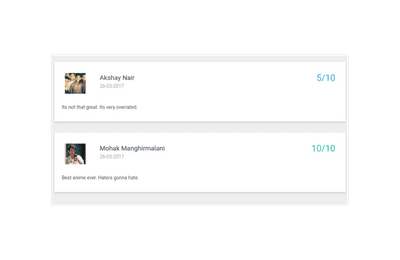 Akshay Nair
5/10
26-03-2017
Its not that great. Its very overrated.
Mohak Manghirmalani
10/10
26-03-2017
Best anime ever. Haters gonna hate.